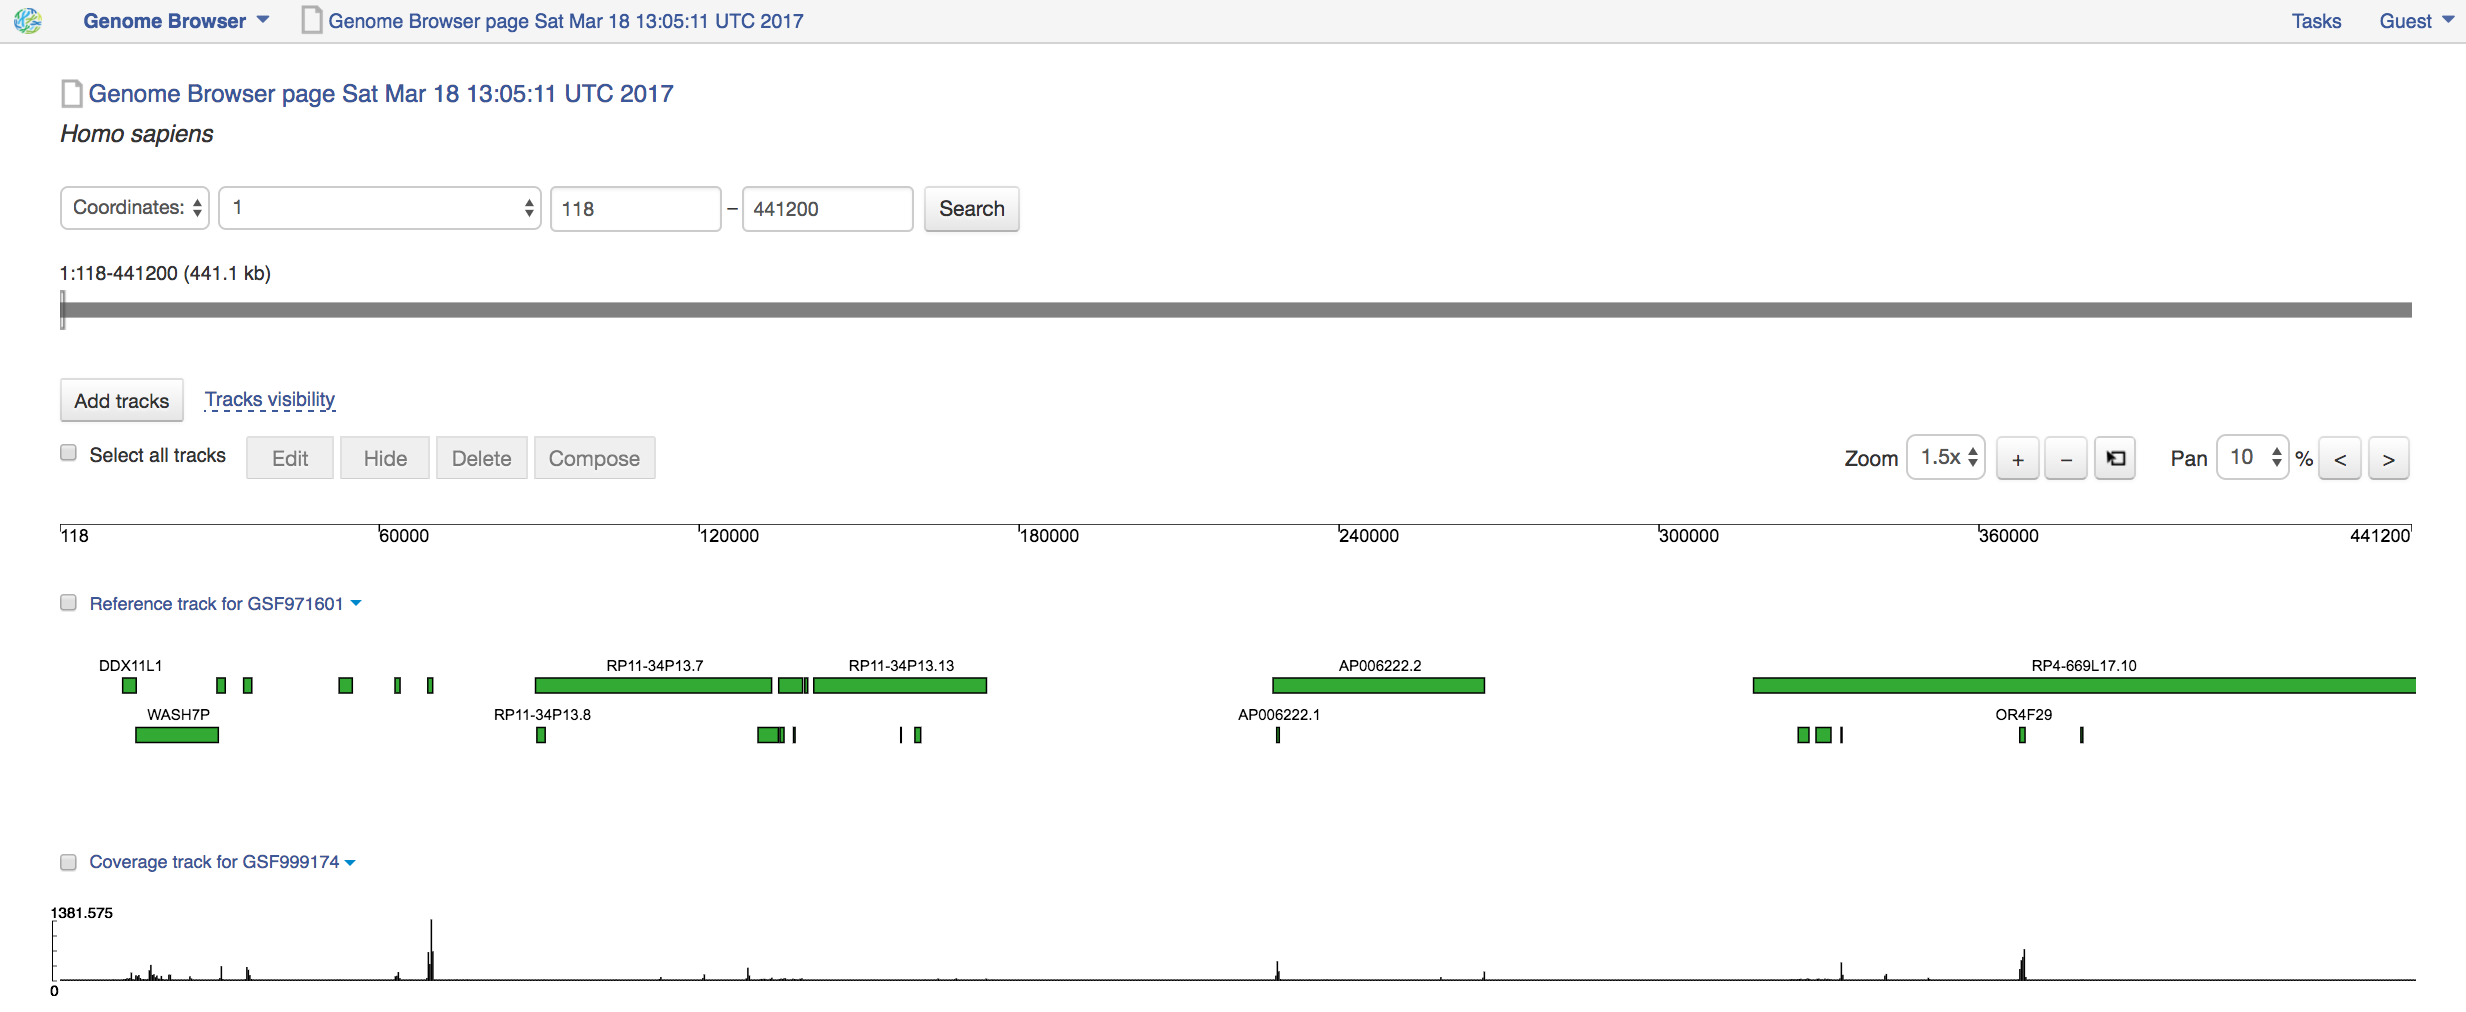 Genome Browser Genome Browser page Sat Mar 18 13:05:11 UTC 2017 Tasks Guest
Genome Browser page Sat Mar 18 13:05:11 UTC 2017
Homo sapiens
Coordinates: 1 118 – 441200 Search
1:118-441200 (441.1 kb)
Add tracks Tracks visibility
Select all tracks Edit Hide Delete Compose Zoom 1.5x + – Pan 10 % < >
118 60000 120000 180000 240000 300000 360000 441200
Reference track for GSF971601
DDX11L1 RP11-34P13.7 RP11-34P13.13 AP006222.2 RP4-669L17.10
WASH7P RP11-34P13.8 AP006222.1 OR4F29
Coverage track for GSF999174
1381.575
0